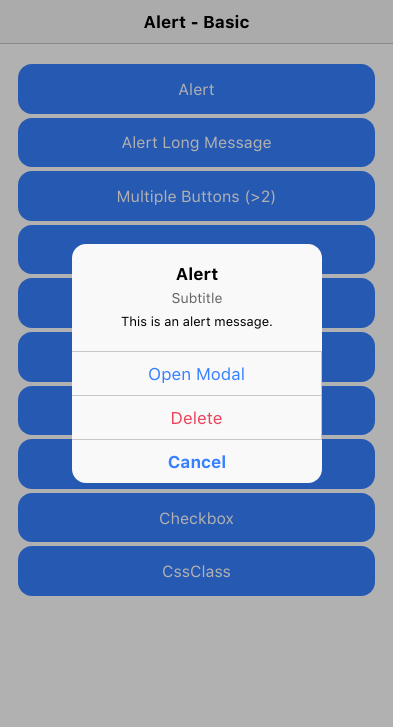 Alert - Basic
Alert
Alert Long Message
Multiple Buttons (>2)
Alert
Subtitle
This is an alert message.
Open Modal
Delete
Cancel
Checkbox
CssClass